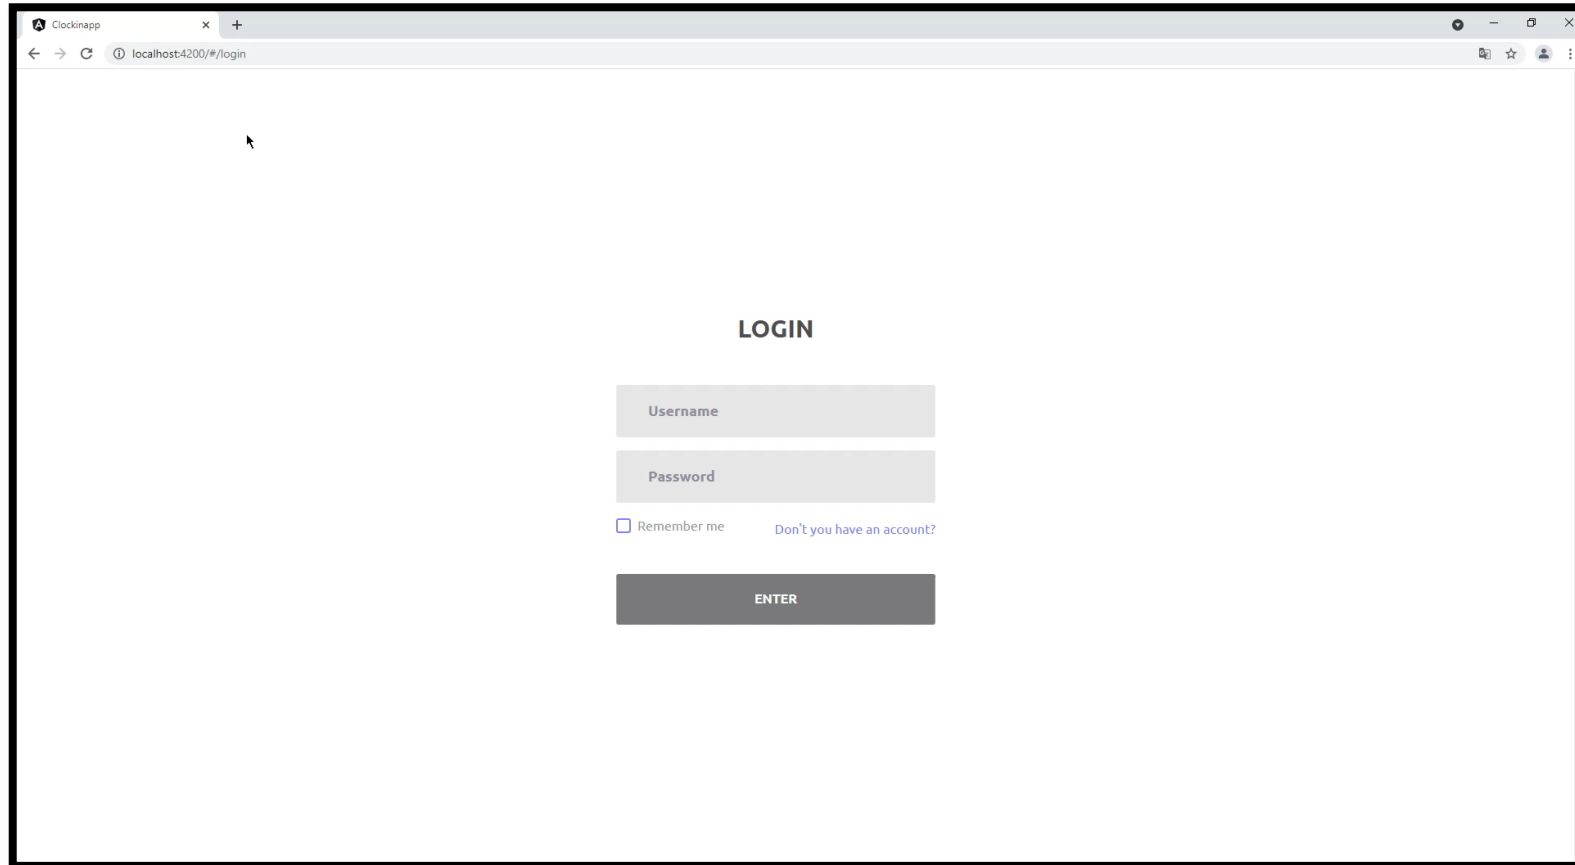 Clockinapp
localhost:4200/#/login
LOGIN
Username
Password
Remember me
Don't you have an account?
ENTER